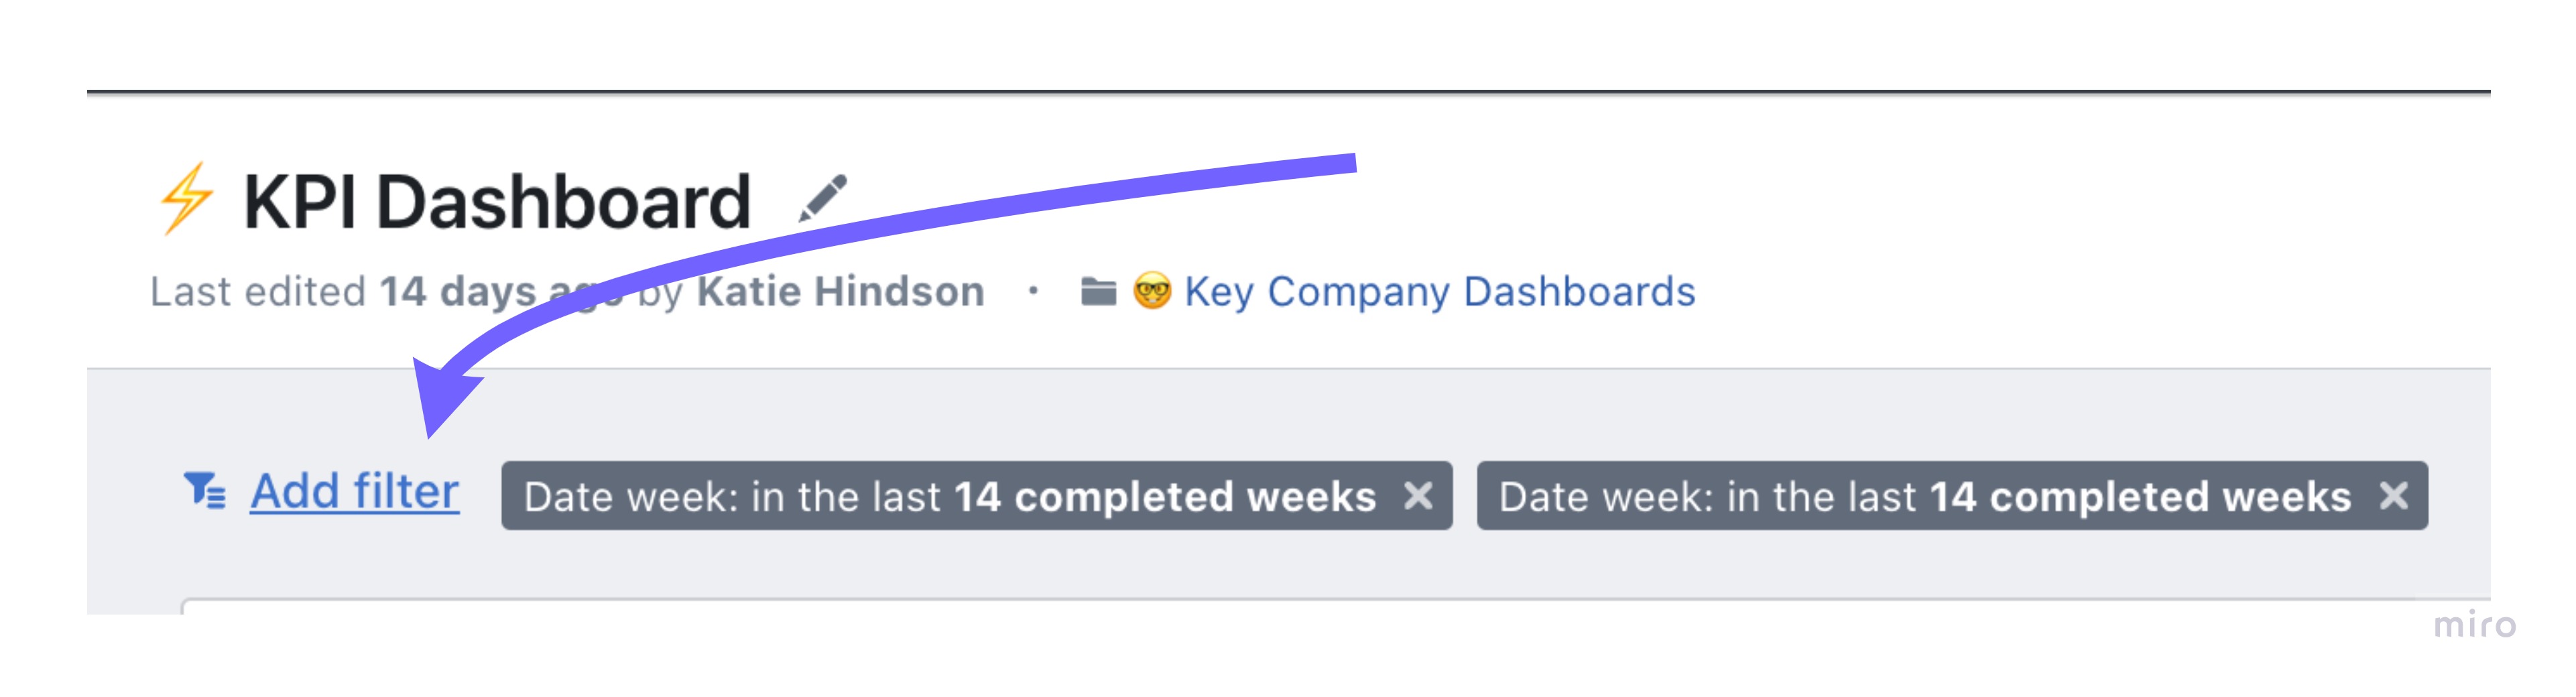 ⚡ KPI Dashboard
Last edited 14 days ago by Katie Hindson · 🤓 Key Company Dashboards
Add filter Date week: in the last 14 completed weeks × Date week: in the last 14 completed weeks ×
miro